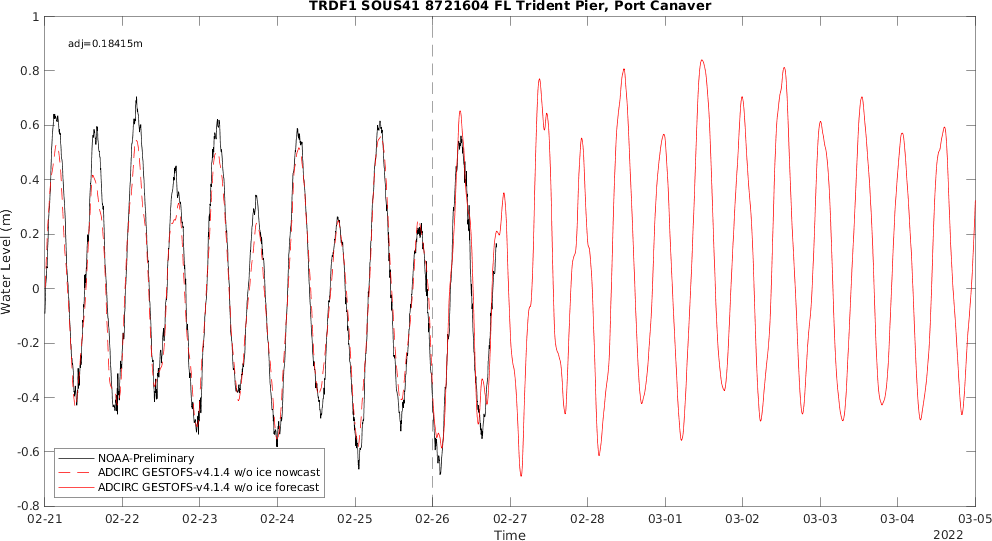 TRDF1 SOUS41 8721604 FL Trident Pier, Port Canaver
adj=0.18415m
1
0.8
0.6
0.4
0.2
0
-0.2
-0.4
-0.6
-0.8
Water Level (m)
NOAA-Preliminary
ADCIRC GESTOFS-v4.1.4 w/o ice nowcast
ADCIRC GESTOFS-v4.1.4 w/o ice forecast
02-21 02-22 02-23 02-24 02-25 02-26 02-27 02-28 03-01 03-02 03-03 03-04 03-05
Time
2022